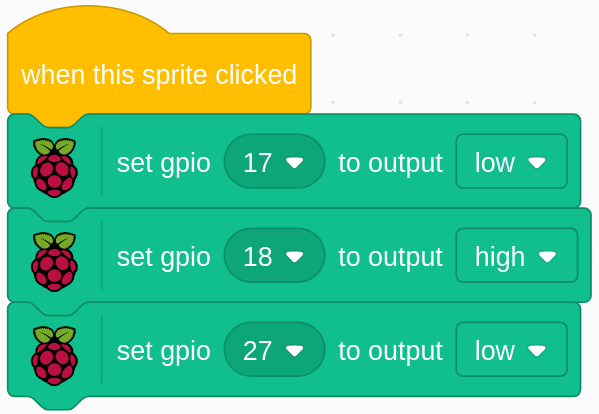 when this sprite clicked
set gpio 17 to output low
set gpio 18 to output high
set gpio 27 to output low